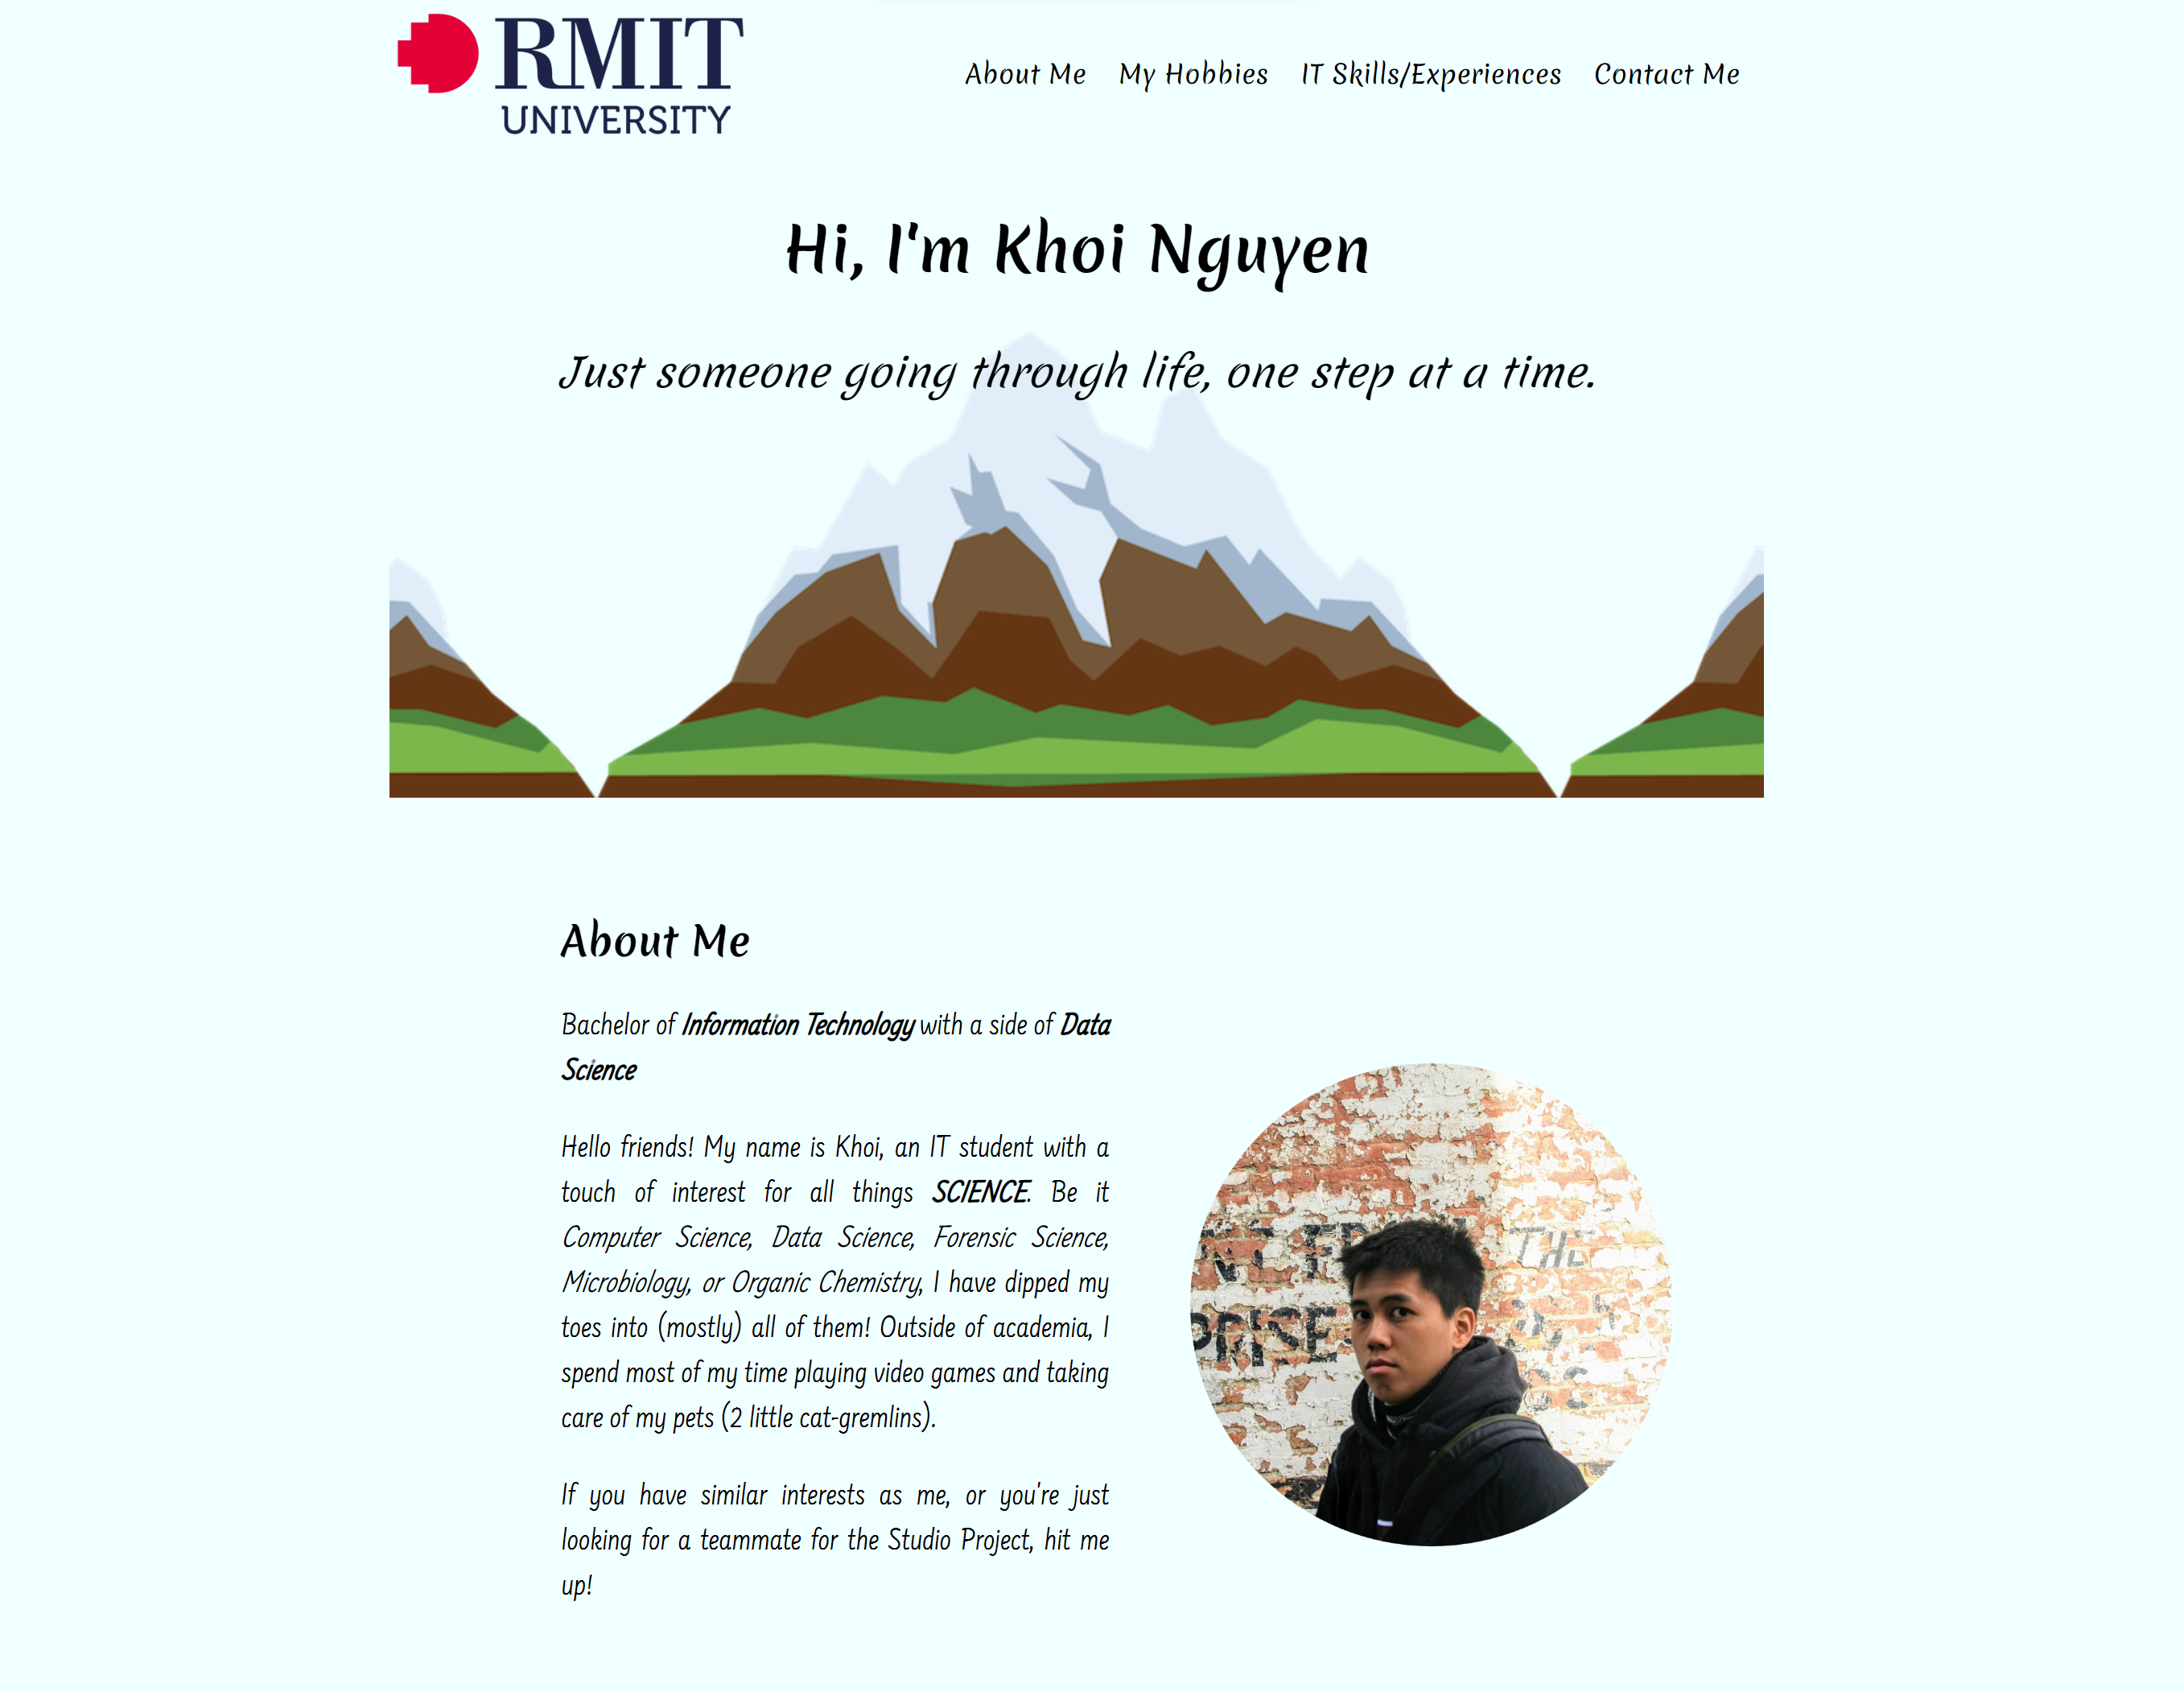 RMIT
UNIVERSITY
About Me My Hobbies IT Skills/Experiences Contact Me
Hi, I'm Khoi Nguyen
Just someone going through life, one step at a time.
About Me
Bachelor of Information Technology with a side of Data
Science
Hello friends! My name is Khoi, an IT student with a
touch of interest for all things SCIENCE. Be it
Computer Science, Data Science, Forensic Science,
Microbiology, or Organic Chemistry, I have dipped my
toes into (mostly) all of them! Outside of academia, I
spend most of my time playing video games and taking
care of my pets (2 little cat-gremlins).
If you have similar interests as me, or you're just
looking for a teammate for the Studio Project, hit me
up!
THE